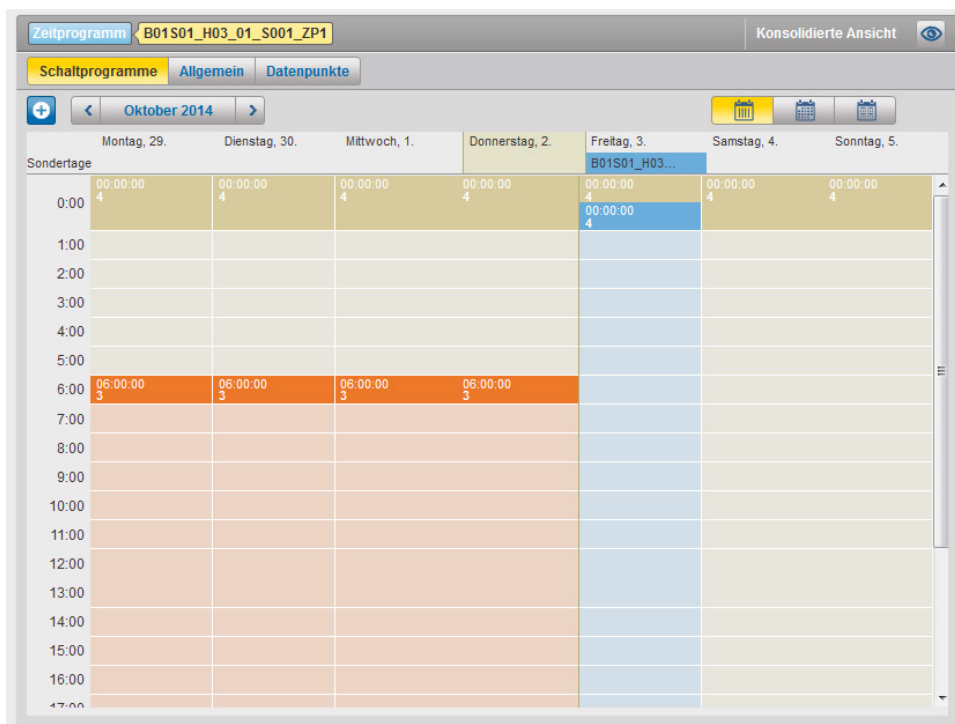 Zeitprogramm B01S01_H03_01_S001_ZP1 Konsolidierte Ansicht
Schaltprogramme Allgemein Datenpunkte
Oktober 2014
Montag, 29. Dienstag, 30. Mittwoch, 1. Donnerstag, 2. Freitag, 3. Samstag, 4. Sonntag, 5.
Sondertage B01S01_H03...
00:00:00 00:00:00 00:00:00 00:00:00 00:00:00 00:00:00 00:00:00
4 4 4 4 4 4 4
0:00 00:00:00
4
1:00
2:00
3:00
4:00
5:00
6:00 06:00:00 06:00:00 06:00:00 06:00:00
3 3 3 3
7:00
8:00
9:00
10:00
11:00
12:00
13:00
14:00
15:00
16:00
17:00